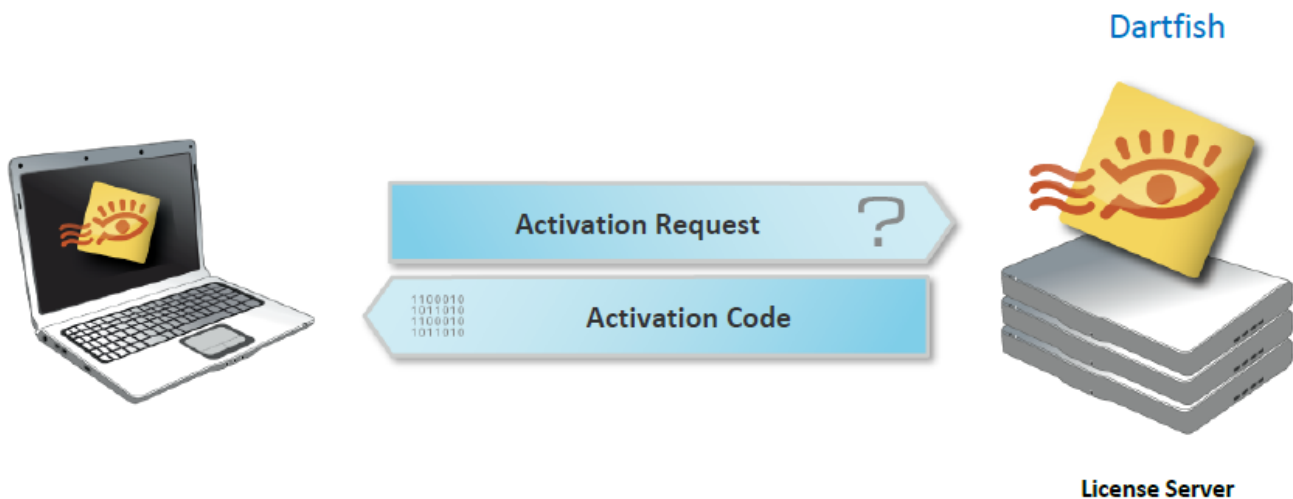 Dartfish
Activation Request
?
1100010
1011010
1100010
1011010
Activation Code
License Server